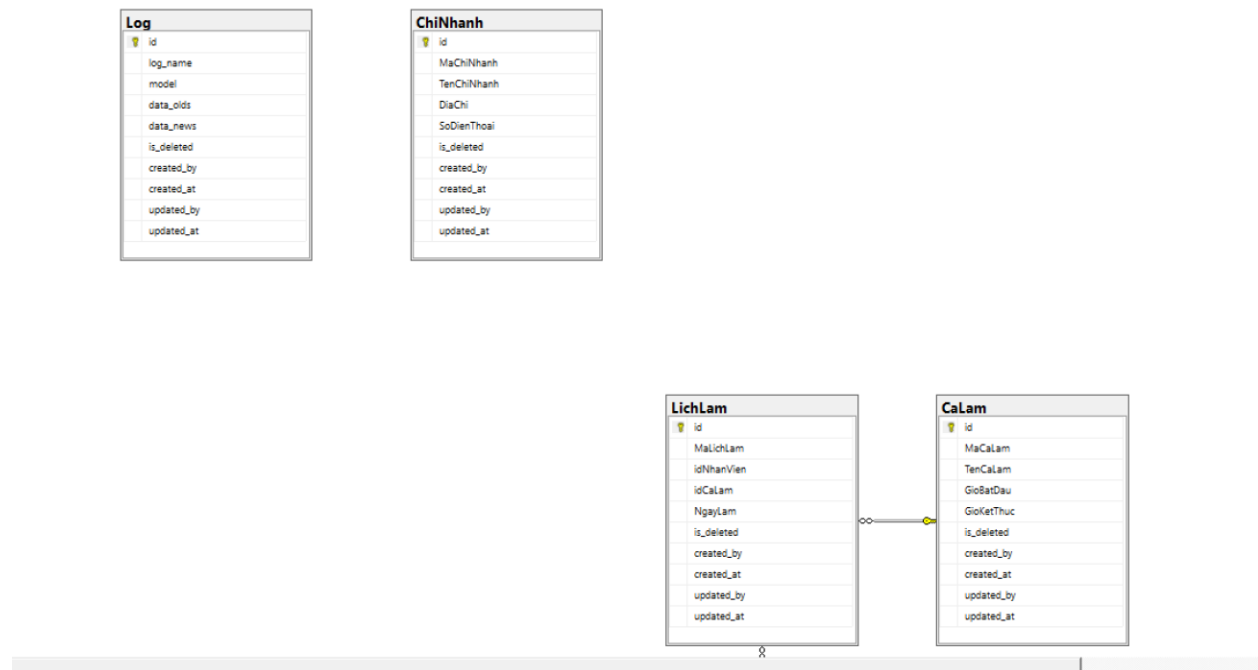 Log
id
log_name
model
data_olds
data_news
is_deleted
created_by
created_at
updated_by
updated_at
ChiNhanh
id
MaChiNhanh
TenChiNhanh
DiaChi
SoDienThoai
is_deleted
created_by
created_at
updated_by
updated_at
LichLam
id
MaLichLam
idNhanVien
idCaLam
NgayLam
is_deleted
created_by
created_at
updated_by
updated_at
CaLam
id
MaCaLam
TenCaLam
GioBatDau
GioKetThuc
is_deleted
created_by
created_at
updated_by
updated_at